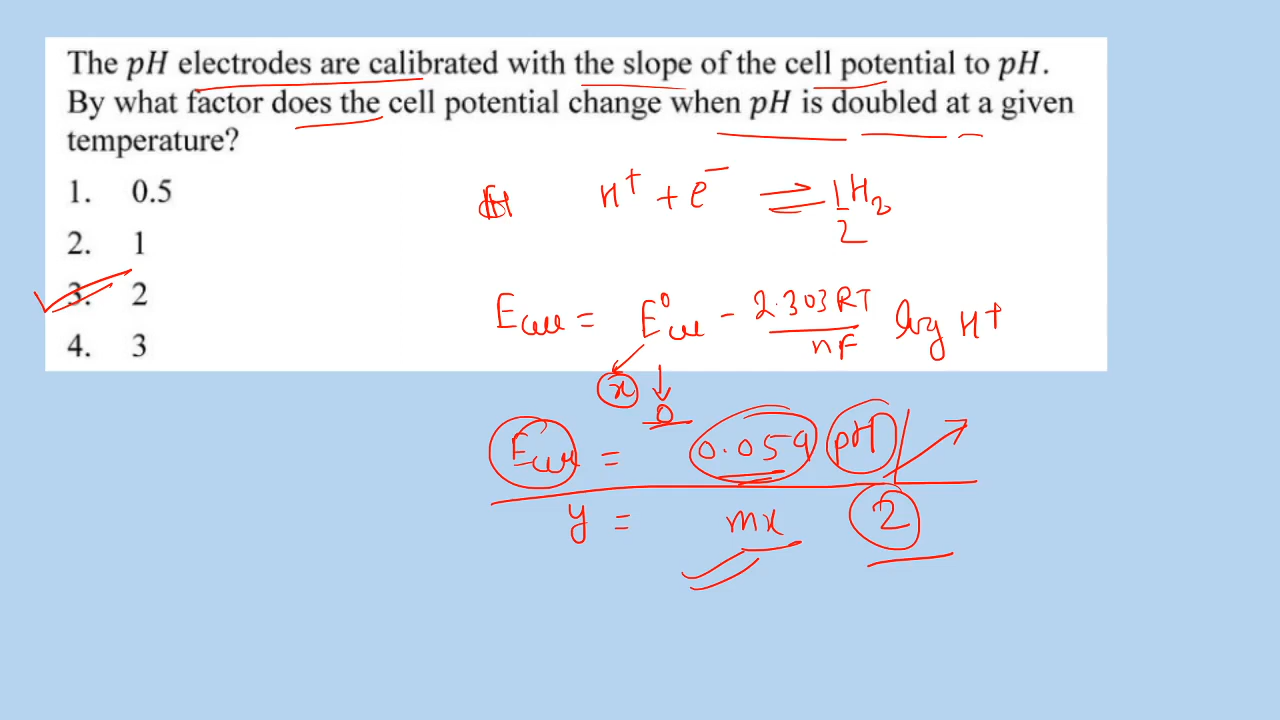 The pH electrodes are calibrated with the slope of the cell potential to pH.
By what factor does the cell potential change when pH is doubled at a given
temperature?
1. 0.5
2. 1
3. 2
4. 3
H⁺ + e⁻ ⇌ 1/2 H₂
Ecell = E⁰cell - 2.303RT/nF log H⁺
x
0
Ecell = 0.059 pH
y = mx 2